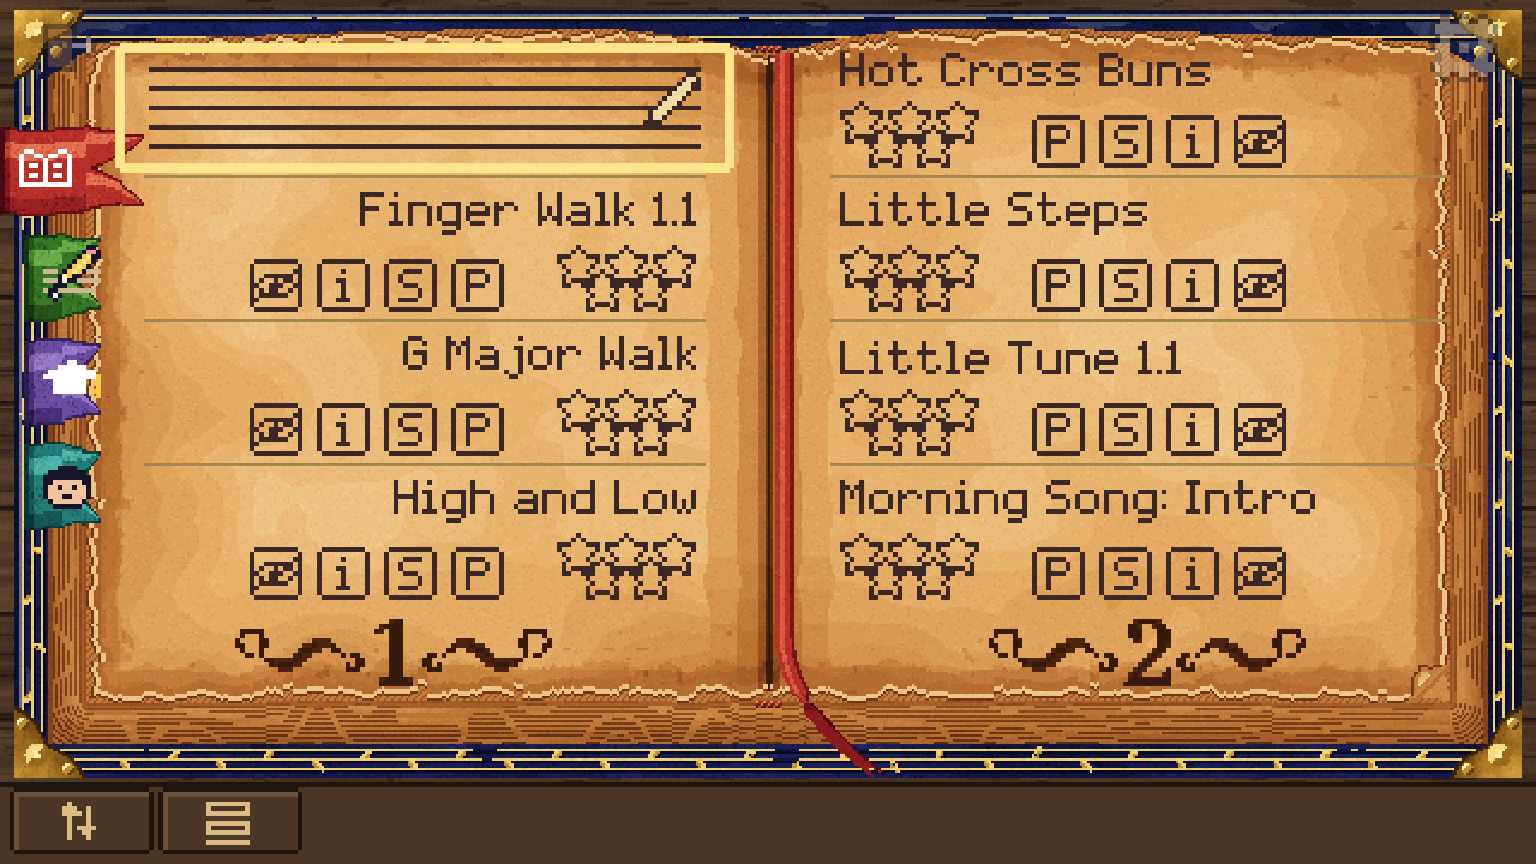 Finger Walk 1.1
i S P
G Major Walk
i S P
High and Low
i S P
1
Hot Cross Buns
P S i
Little Steps
P S i
Little Tune 1.1
P S i
Morning Song: Intro
P S i
2